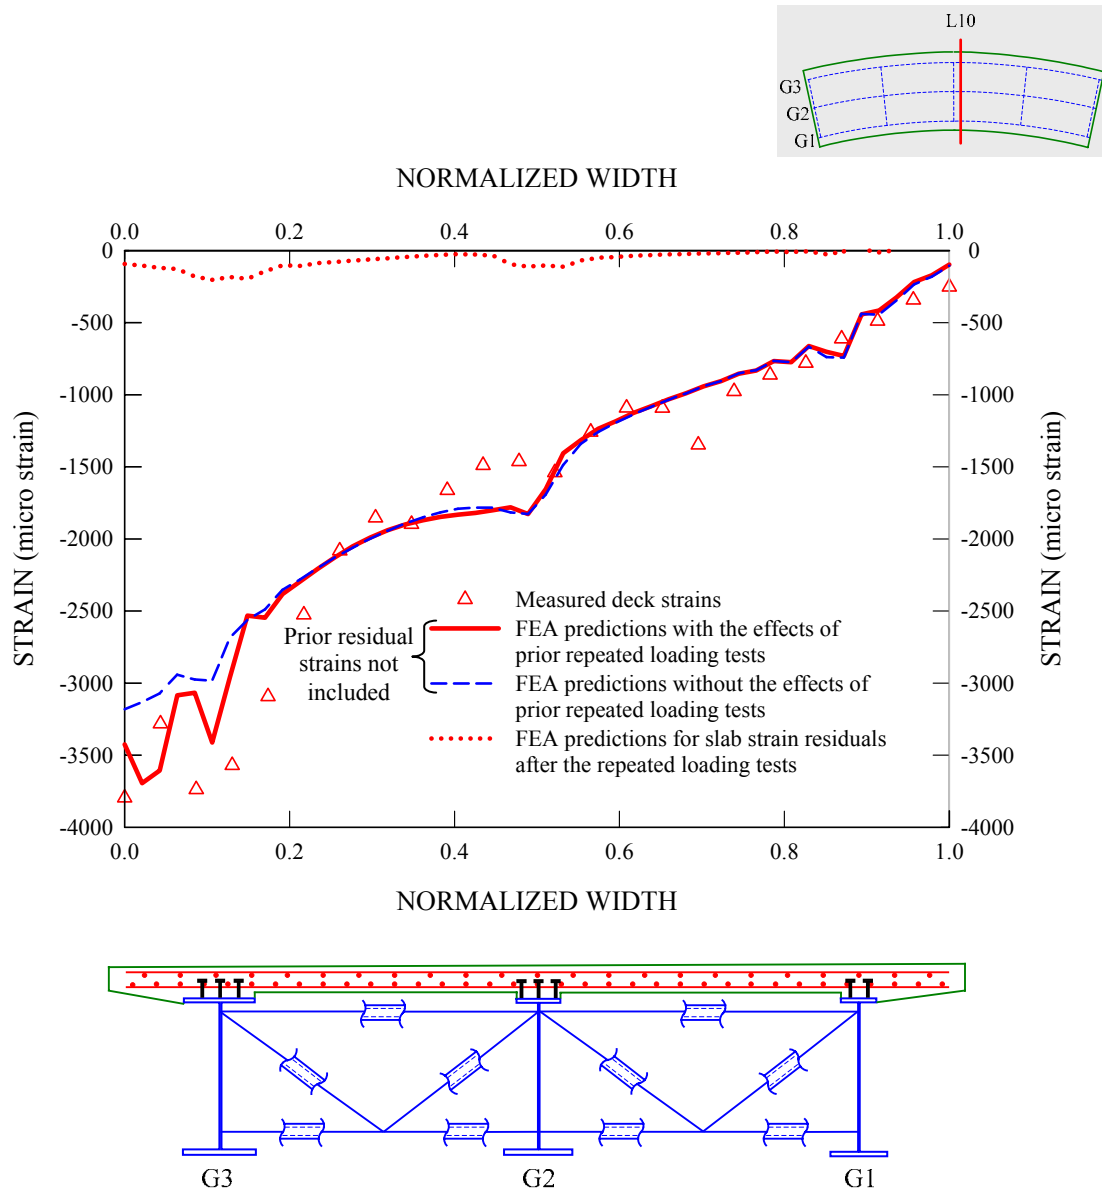 L10
G3
G2
G1
NORMALIZED WIDTH
0.0 0.2 0.4 0.6 0.8 1.0
0 0
-500 -500
-1000 -1000
-1500 -1500
-2000 -2000
-2500 -2500
-3000 -3000
-3500 -3500
-4000 -4000
STRAIN (micro strain)
STRAIN (micro strain)
Measured deck strains
Prior residual
strains not
included
FEA predictions with the effects of
prior repeated loading tests
FEA predictions without the effects of
prior repeated loading tests
FEA predictions for slab strain residuals
after the repeated loading tests
0.0 0.2 0.4 0.6 0.8 1.0
NORMALIZED WIDTH
G3 G2 G1